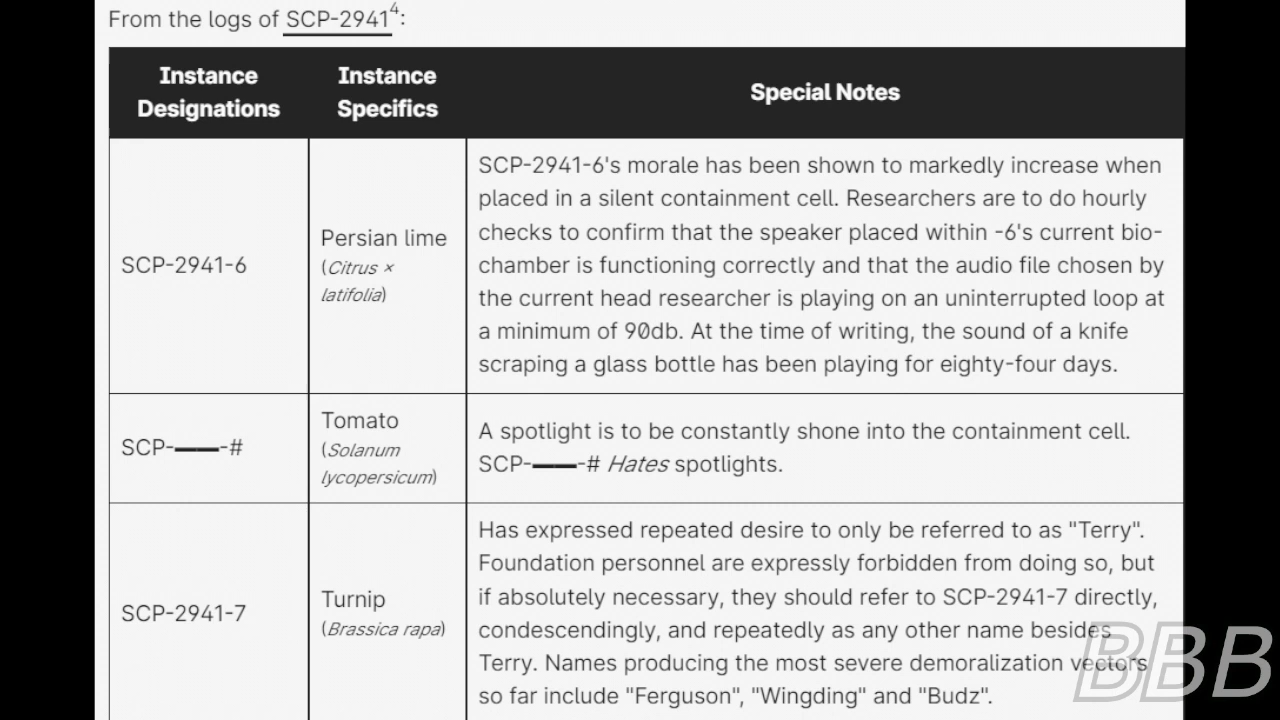 From the logs of SCP-2941⁴:
Instance
Designations
Instance
Specifics
Special Notes
SCP-2941-6
Persian lime
(Citrus ×
latifolia)
SCP-2941-6's morale has been shown to markedly increase when
placed in a silent containment cell. Researchers are to do hourly
checks to confirm that the speaker placed within -6's current bio-
chamber is functioning correctly and that the audio file chosen by
the current head researcher is playing on an uninterrupted loop at
a minimum of 90db. At the time of writing, the sound of a knife
scraping a glass bottle has been playing for eighty-four days.
SCP-▬▬-#
Tomato
(Solanum
lycopersicum)
A spotlight is to be constantly shone into the containment cell.
SCP-▬▬-# Hates spotlights.
SCP-2941-7
Turnip
(Brassica rapa)
Has expressed repeated desire to only be referred to as "Terry".
Foundation personnel are expressly forbidden from doing so, but
if absolutely necessary, they should refer to SCP-2941-7 directly,
condescendingly, and repeatedly as any other name besides
Terry. Names producing the most severe demoralization vectors
so far include "Ferguson", "Wingding" and "Budz".
BBB